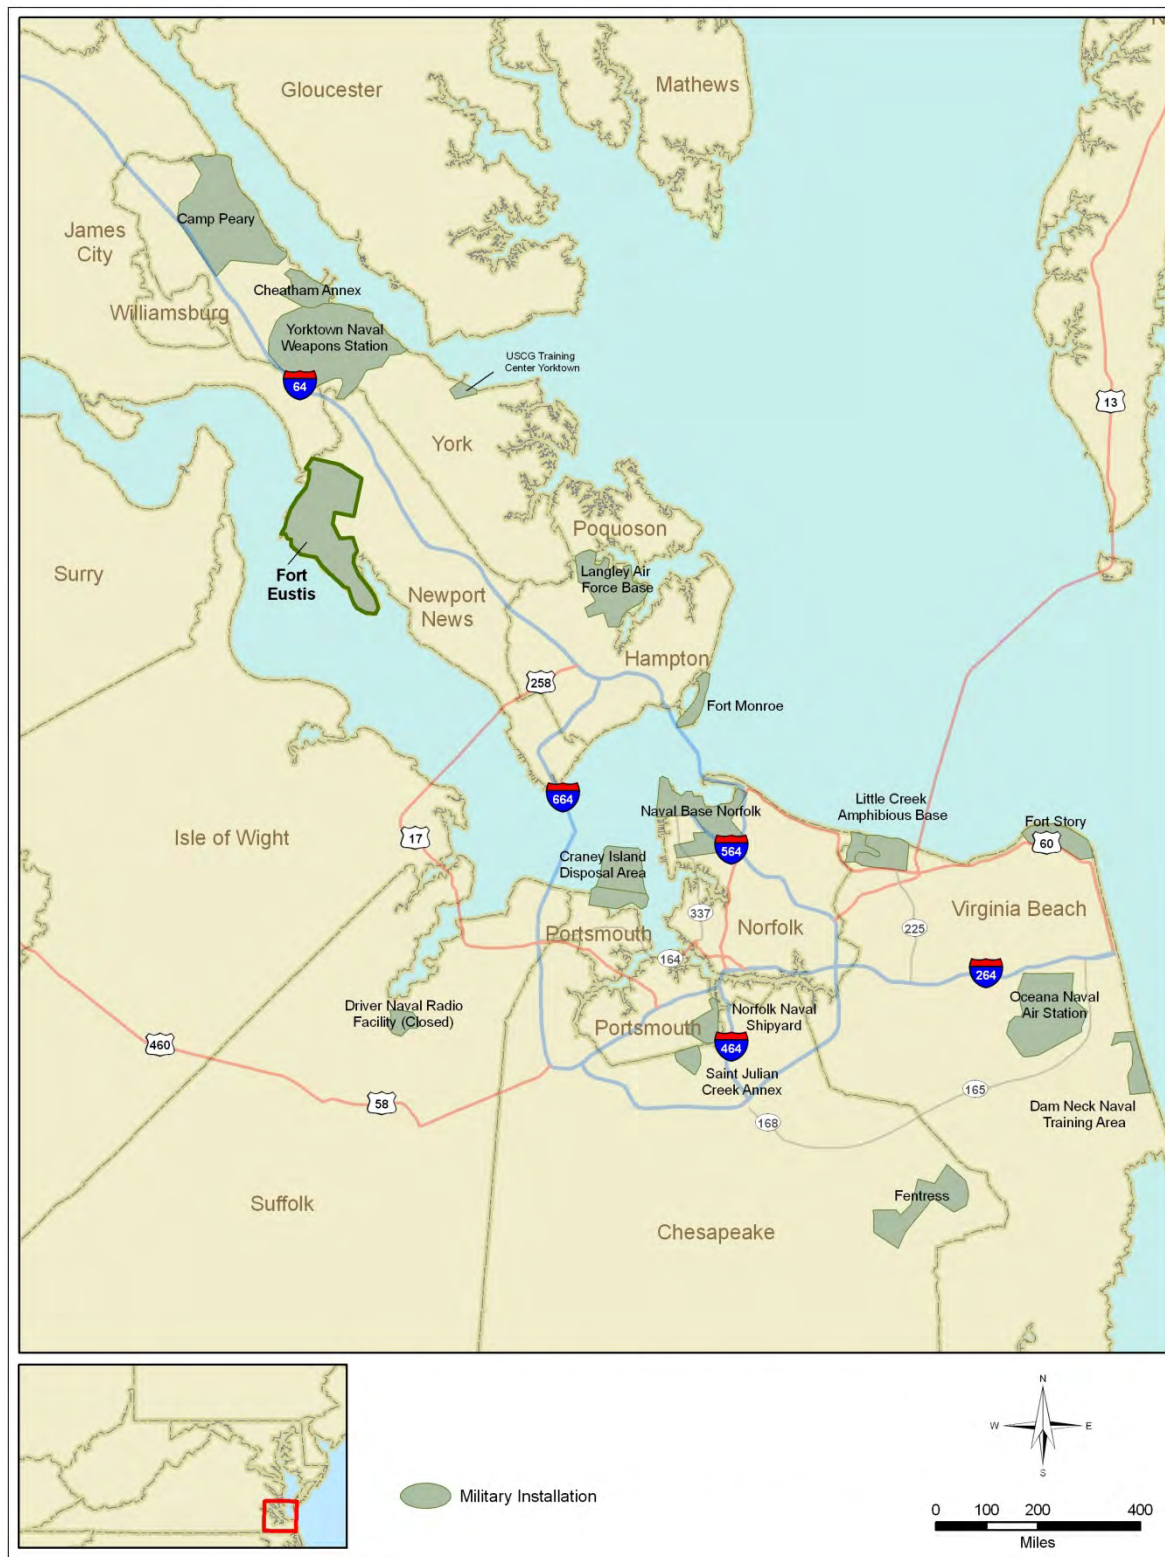 Gloucester
Mathews
Camp Peary
James
City
Cheatham Annex
Williamsburg
Yorktown Naval
Weapons Station
USCG Training
Center Yorktown
64
13
York
Poquoson
Surry
Fort
Eustis
Langley Air
Force Base
Newport
News
Hampton
258
Fort Monroe
664
Naval Base Norfolk
Little Creek
Amphibious Base
Fort Story
17
Isle of Wight
564
60
Craney Island
Disposal Area
337
Virginia Beach
Portsmouth
Norfolk
225
164
264
Driver Naval Radio
Facility (Closed)
Oceana Naval
Air Station
Norfolk Naval
Shipyard
Portsmouth
460
464
Saint Julian
Creek Annex
58
165
Dam Neck Naval
Training Area
168
Fentress
Suffolk
Chesapeake
N
W
E
S
Military Installation
0 100 200 400
Miles